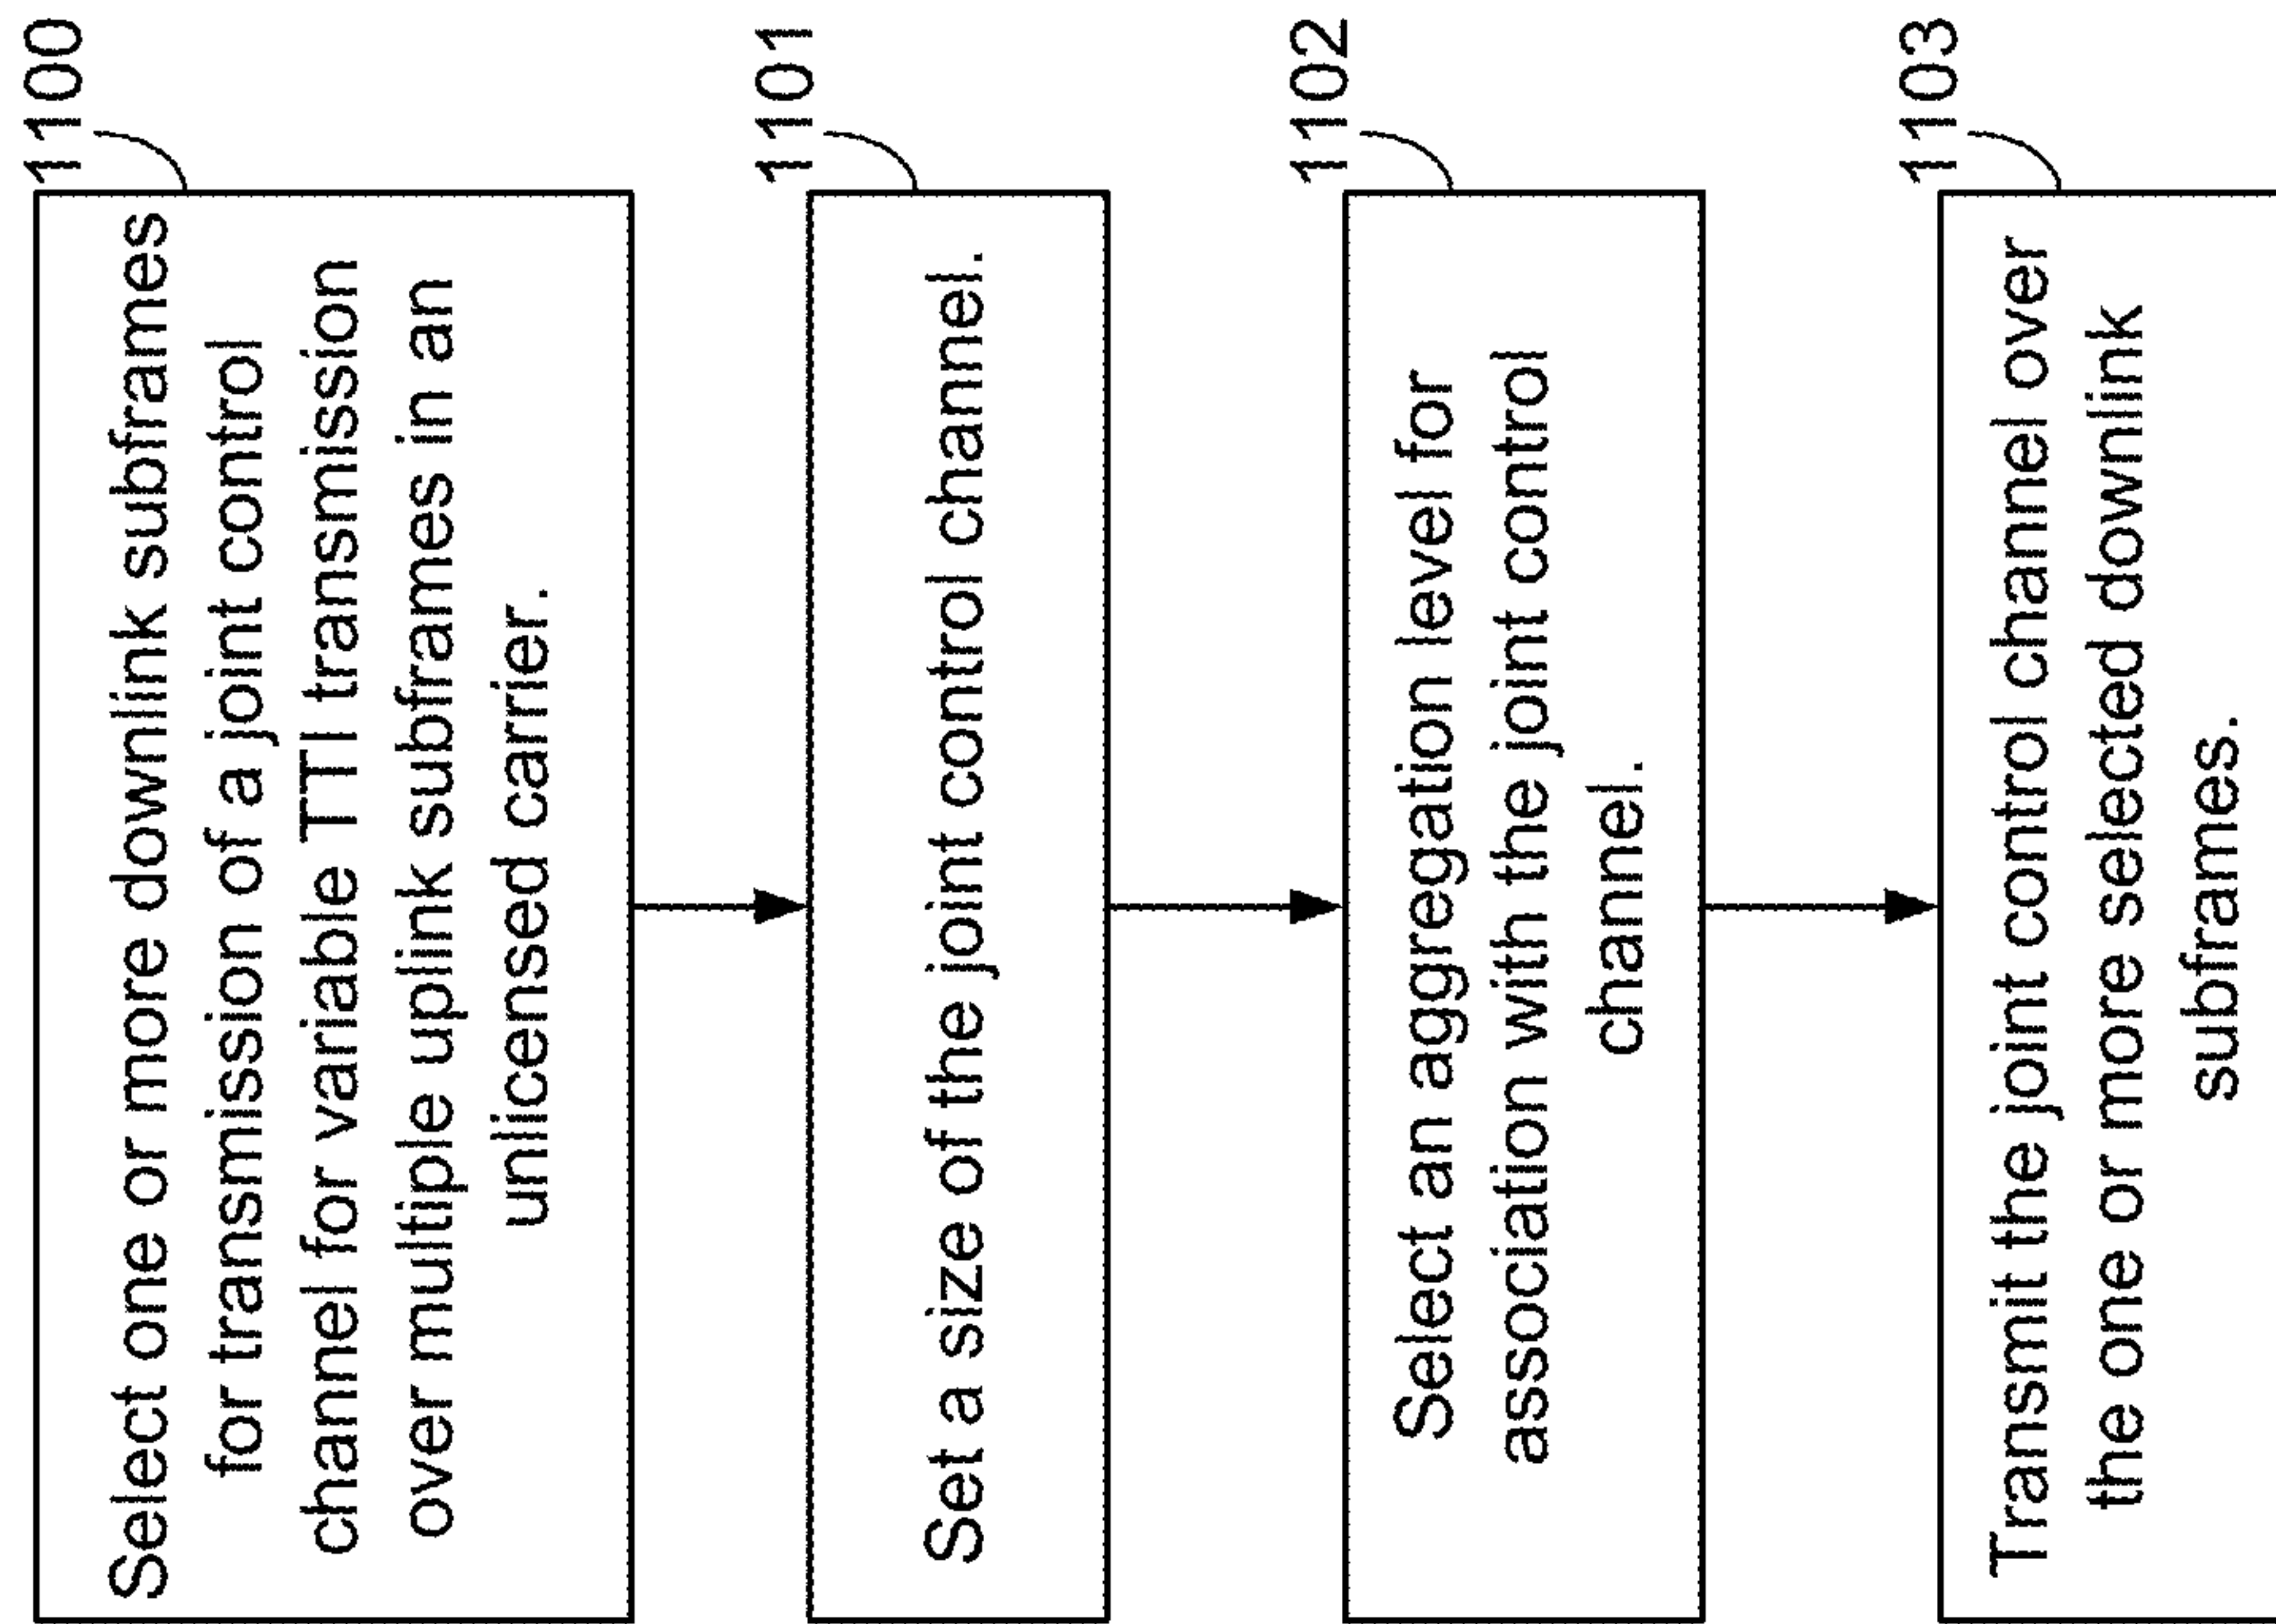 1100
Select one or more downlink subframes
for transmission of a joint control
channel for variable TTI transmission
over multiple uplink subframes in an
unlicensed carrier.
1101
Set a size of the joint control channel.
1102
Select an aggregation level for
association with the joint control
channel.
1103
Transmit the joint control channel over
the one or more selected downlink
subframes.